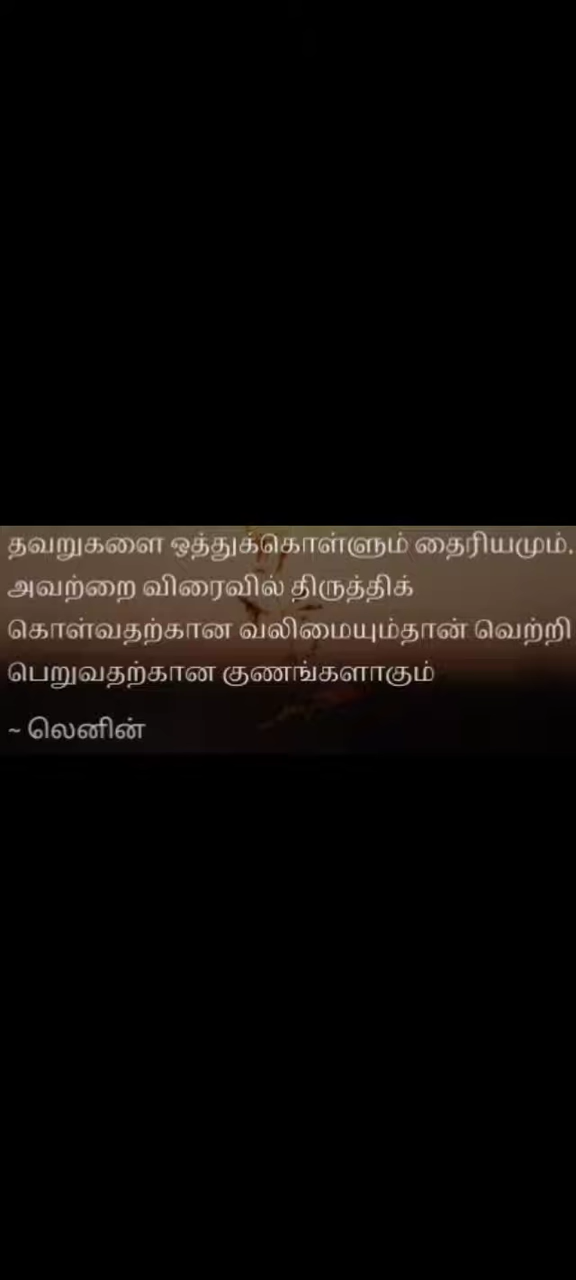 தவறுகளை ஒத்துக்கொள்ளும் தைரியமும்.
அவற்றை விரைவில் திருத்திக்
கொள்வதற்கான வலிமையும்தான் வெற்றி
பெறுவதற்கான குணங்களாகும்
~ லெனின்